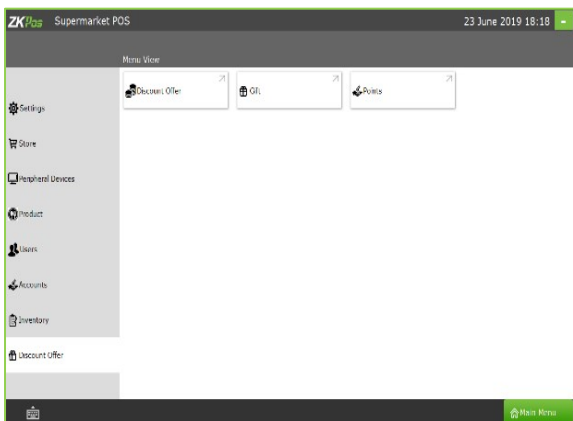 ZKPos Supermarket POS 23 June 2019 18:18 -
Menu View
Discount Offer Gift Points
Settings
Store
Peripheral Devices
Product
Users
Accounts
Inventory
Discount Offer
Main Menu